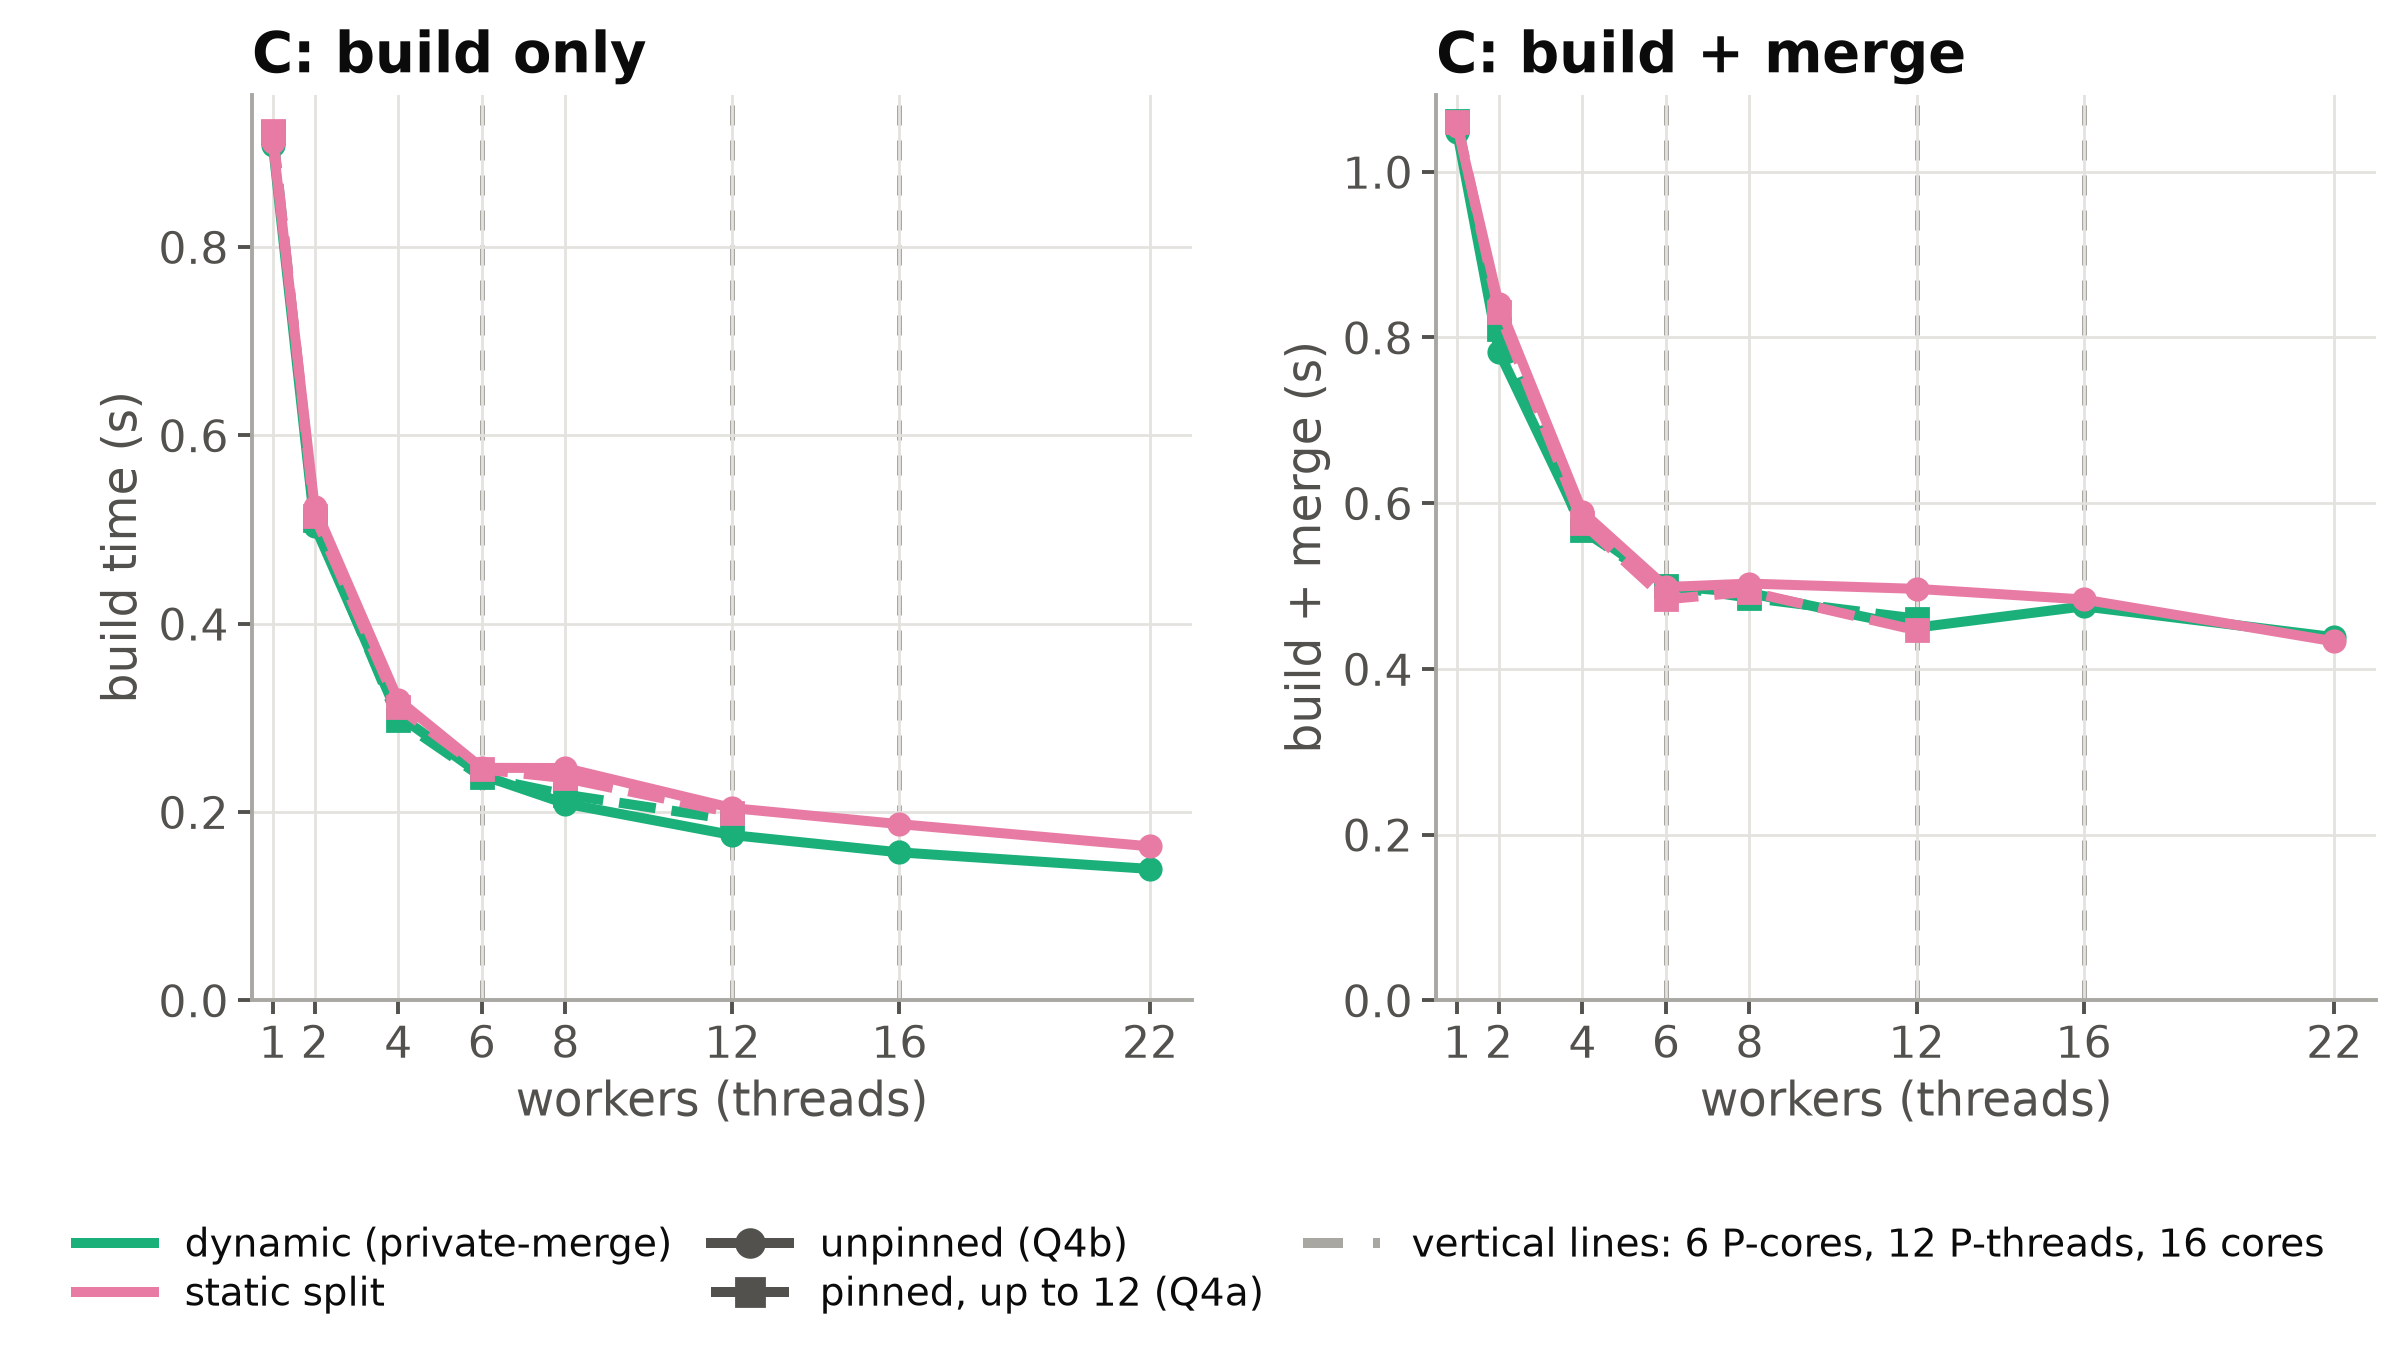 C: build only
build time (s)
0.8
0.6
0.4
0.2
0.0
1 2 4 6 8 12 16 22
workers (threads)
C: build + merge
build + merge (s)
1.0
0.8
0.6
0.4
0.2
0.0
1 2 4 6 8 12 16 22
workers (threads)
dynamic (private-merge)
static split
unpinned (Q4b)
pinned, up to 12 (Q4a)
vertical lines: 6 P-cores, 12 P-threads, 16 cores